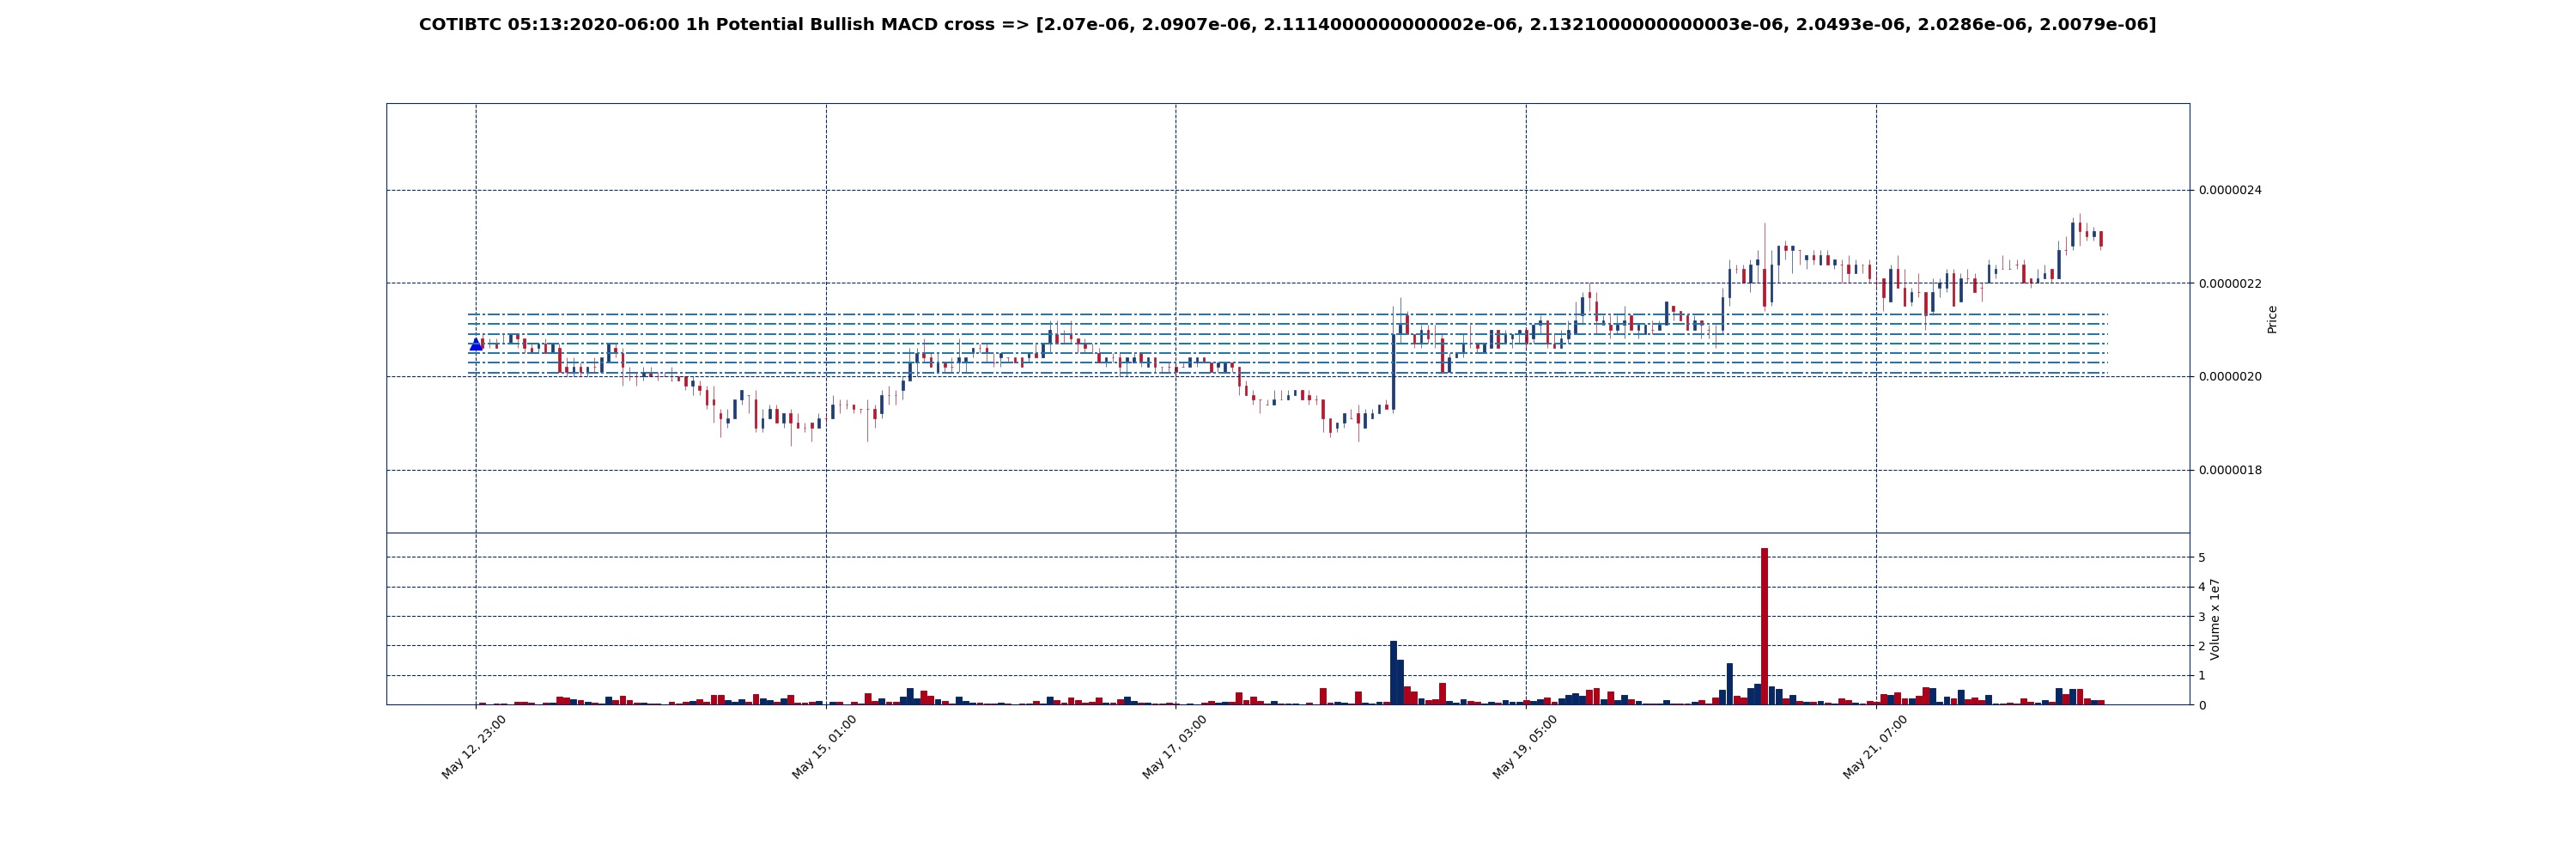 COTIBTC 05:13:2020-06:00 1h Potential Bullish MACD cross => [2.07e-06, 2.0907e-06, 2.1114000000000002e-06, 2.1321000000000003e-06, 2.0493e-06, 2.0286e-06, 2.0079e-06]
0.0000024
0.0000022
Price
0.0000020
0.0000018
5
4
3
2
1
0
Volume x 1e7
May 12, 23:00
May 15, 01:00
May 17, 03:00
May 19, 05:00
May 21, 07:00